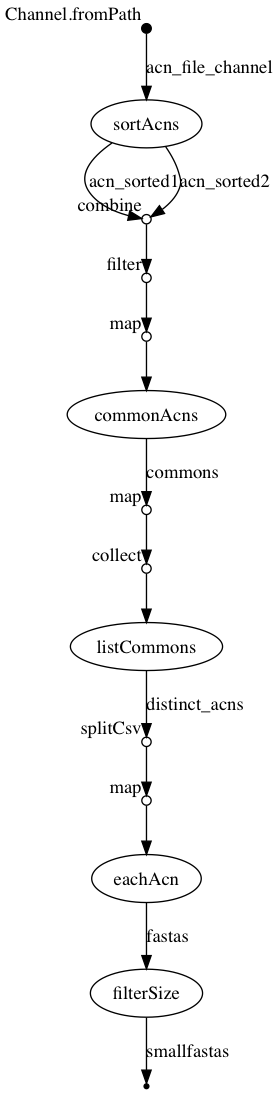 Channel.fromPath
acn_file_channel
sortAcns
acn_sorted1
acn_sorted2
combine
filter
map
commonAcns
commons
map
collect
listCommons
distinct_acns
splitCsv
map
eachAcn
fastas
filterSize
smallfastas